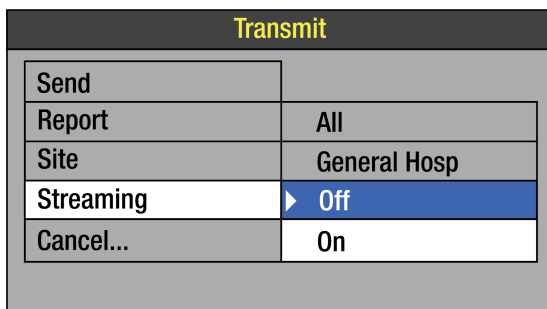 Transmit
Send
Report All
Site General Hosp
Streaming Off
Cancel... On